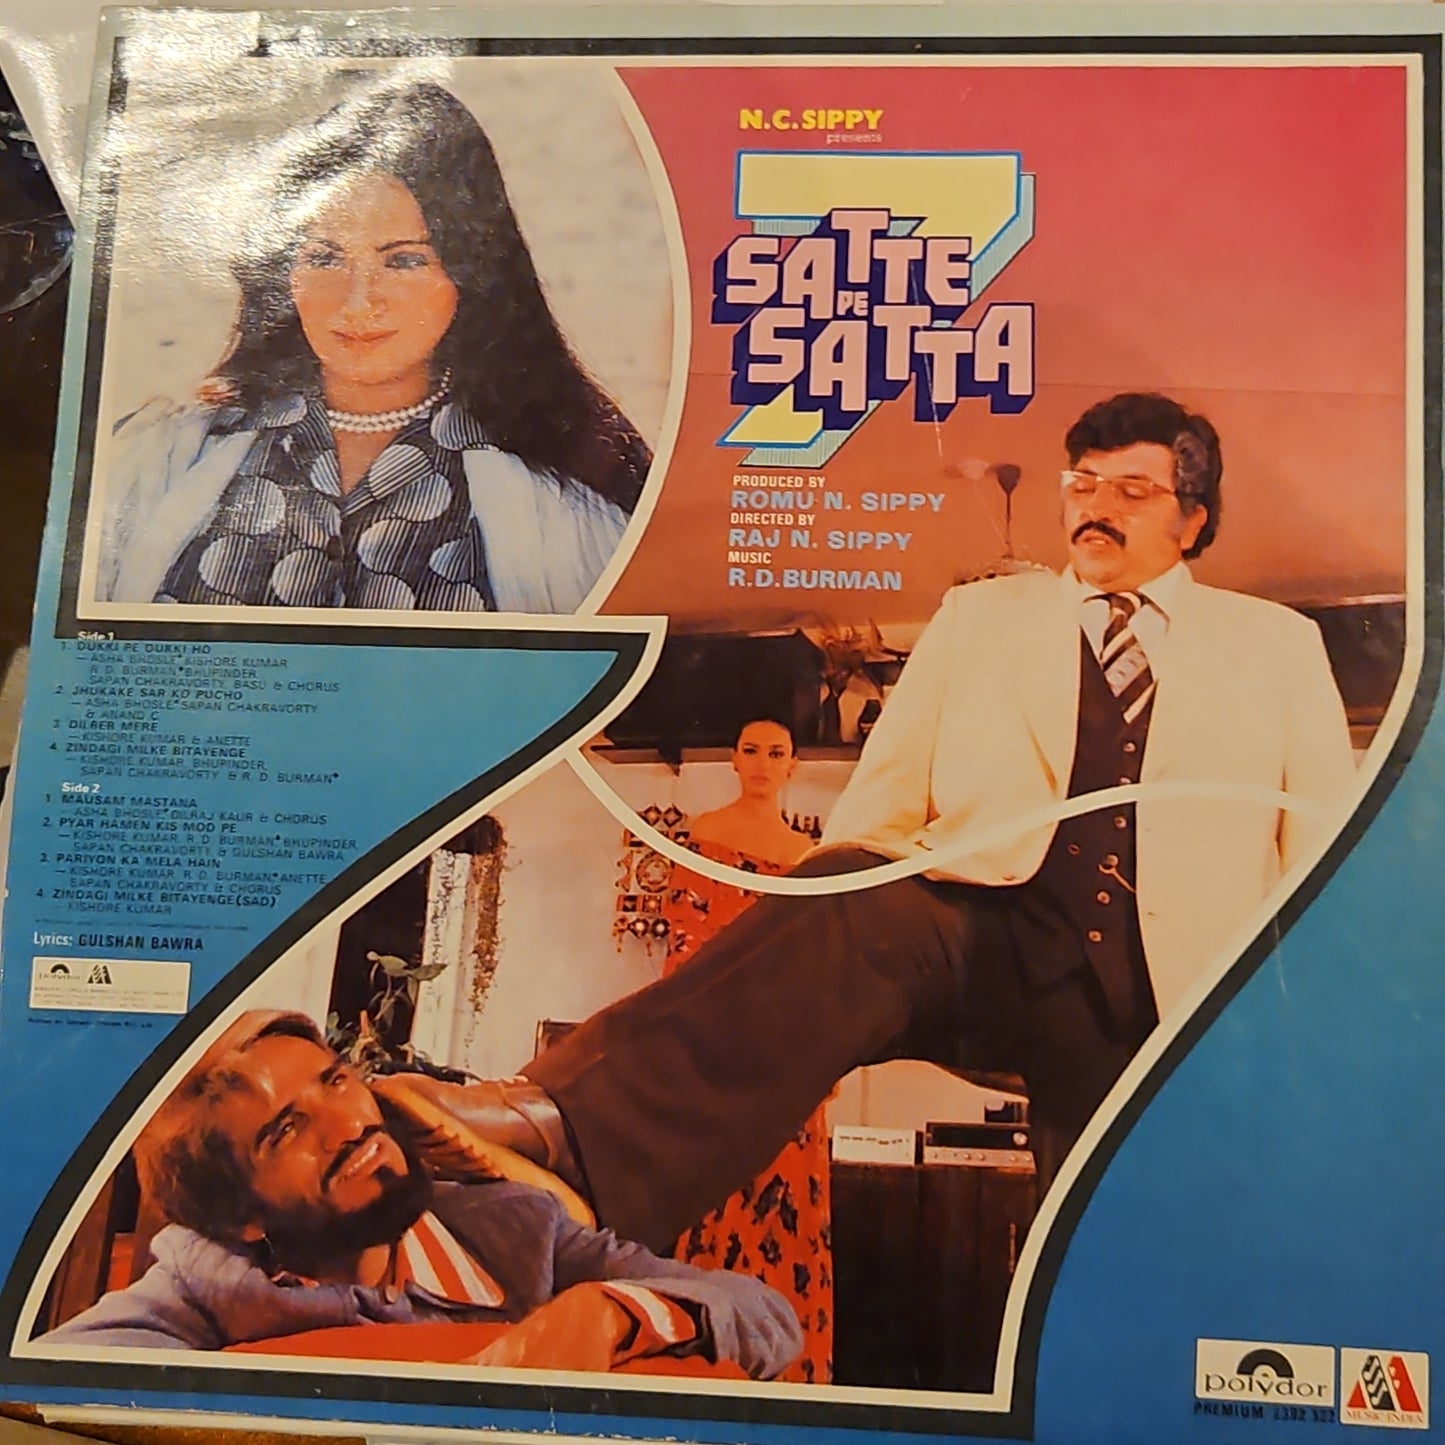 N.C.SIPPY
presents
7
SATTE
PE
SATTA
PRODUCED BY
ROMU N. SIPPY
DIRECTED BY
RAJ N. SIPPY
MUSIC
R.D.BURMAN
Side 1
1. DUKKI PE DUKKI HO
— ASHA BHOSLE* KISHORE KUMAR
R. D. BURMAN* BHUPINDER,
SAPAN CHAKRAVORTY, BASU & CHORUS
2. JHUKAKE SAR KO PUCHO
— ASHA BHOSLE* SAPAN CHAKRAVORTY
& ANAND C
3 DILBER MERE
— KISHORE KUMAR & ANETTE
4. ZINDAGI MILKE BITAYENGE
— KISHORE KUMAR, BHUPINDER,
SAPAN CHAKRAVORTY & R. D. BURMAN*
Side 2
1. MAUSAM MASTANA
— ASHA BHOSLE* DILRAJ KAUR & CHORUS
2. PYAR HAMEN KIS MOD PE
— KISHORE KUMAR, R. D. BURMAN* BHUPINDER
SAPAN CHAKRAVORTY & GULSHAN BAWRA
3. PARIYON KA MELA HAIN
— KISHORE KUMAR, R. D. BURMAN* ANETTE
SAPAN CHAKRAVORTY & CHORUS
4. ZINDAGI MILKE BITAYENGE (SAD)
— KISHORE KUMAR
Lyrics: GULSHAN BAWRA
polydor
polydor
PREMIUM 2392 322
MUSIC INDIA